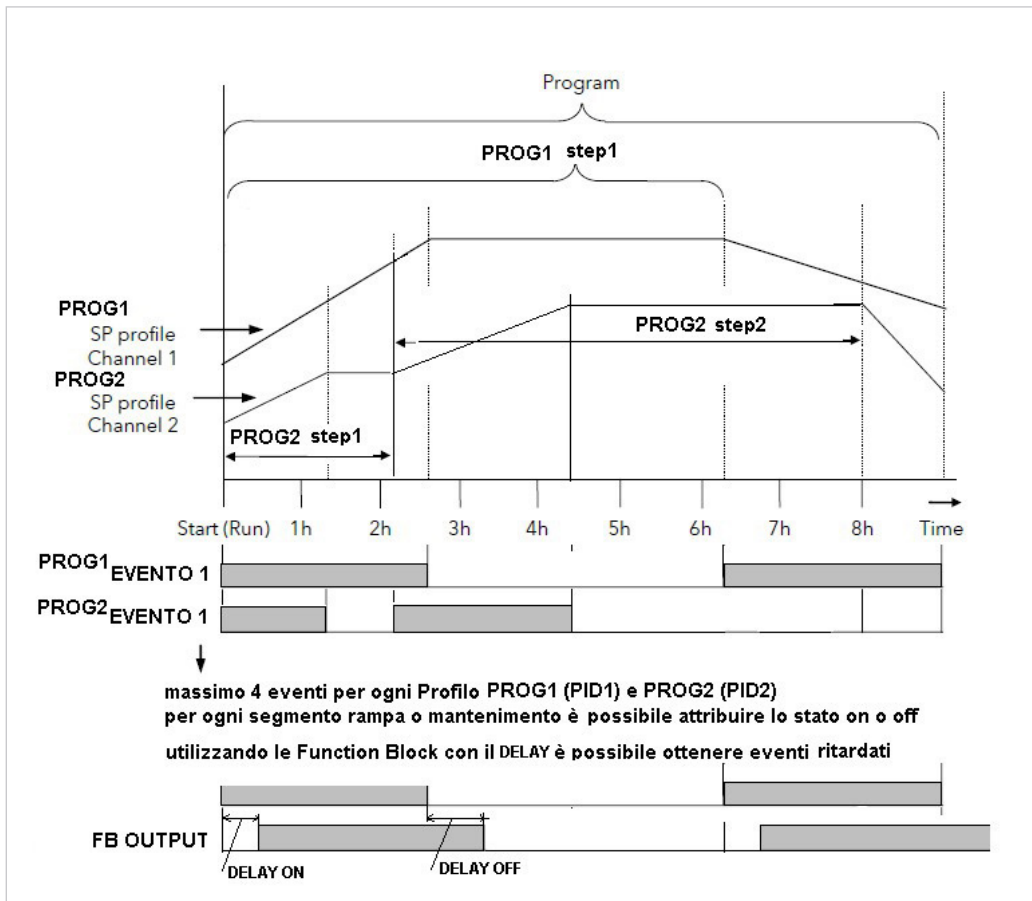 Program
PROG1 step1
PROG1
SP profile
Channel 1
PROG2 step2
PROG2
SP profile
Channel 2
PROG2 step1
Start (Run) 1h 2h 3h 4h 5h 6h 7h 8h Time
PROG1 EVENTO 1
PROG2 EVENTO 1
massimo 4 eventi per ogni Profilo PROG1 (PID1) e PROG2 (PID2)
per ogni segmento rampa o mantenimento è possibile attribuire lo stato on o off
utilizzando le Function Block con il DELAY è possibile ottenere eventi ritardati
FB OUTPUT
DELAY ON
DELAY OFF